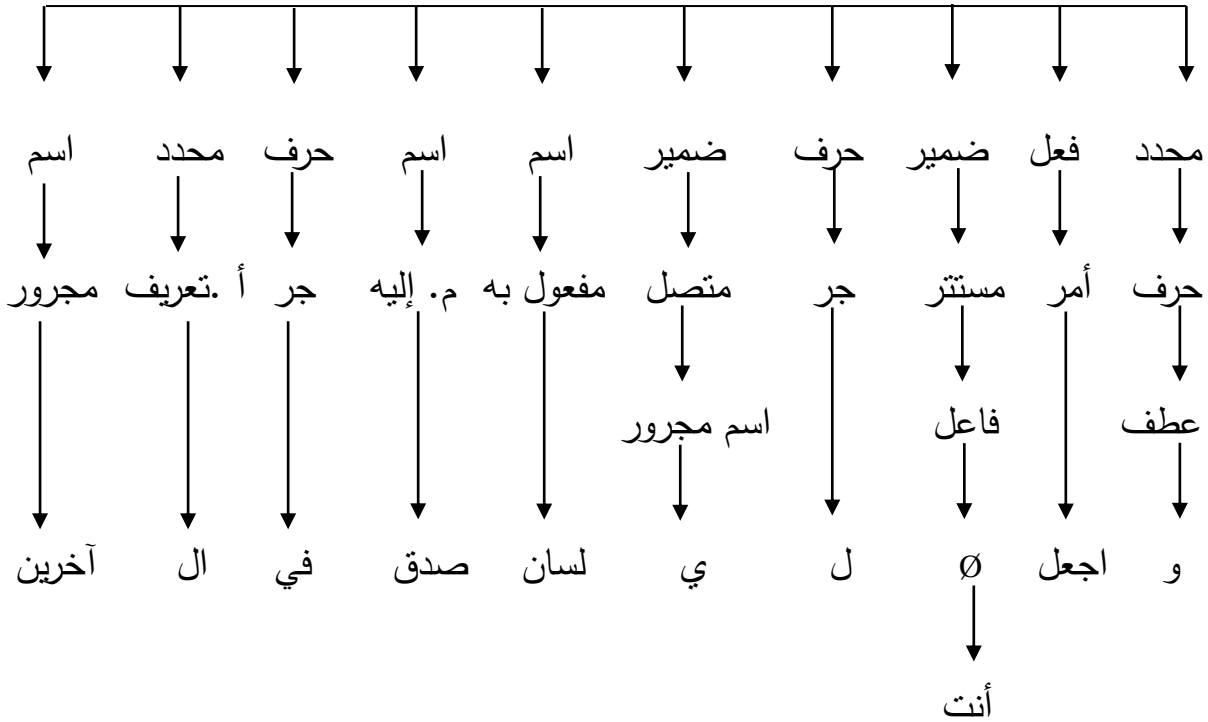 محدد فعل ضمير حرف ضمير اسم اسم حرف محدد اسم
حرف أمر مستتر جر متصل مفعول به م. إليه جر أ .تعريف مجرور
عطف فاعل اسم مجرور
و اجعل Ø ل ي لسان صدق في ال آخرين
أنت